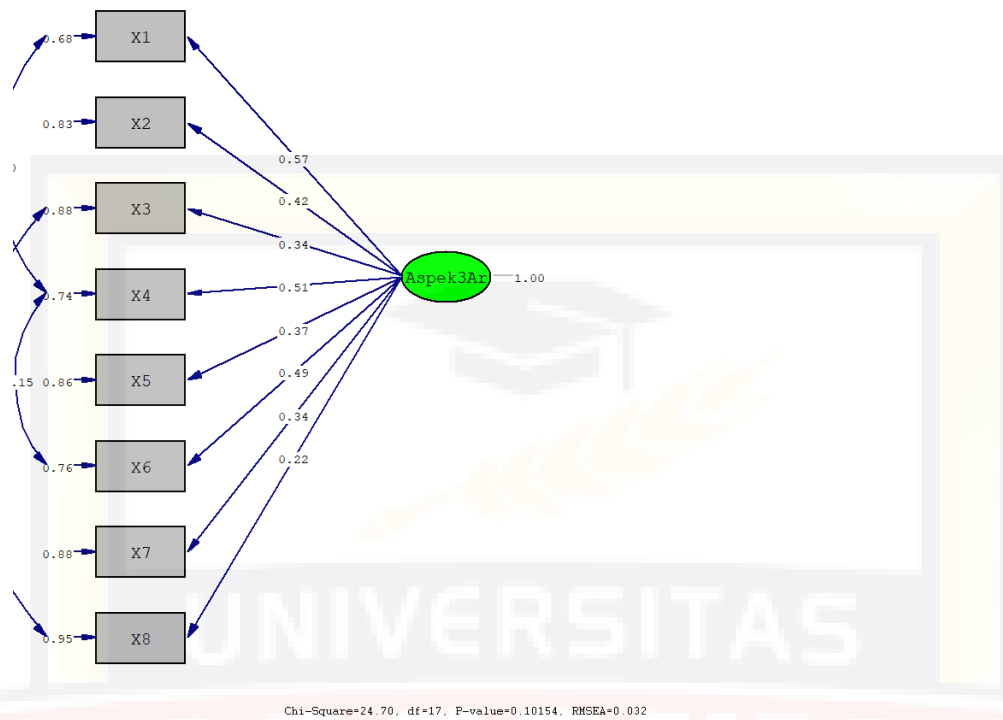 0.68 X1
0.83 X2
0.88 X3
0.74 X4
.15 0.86 X5
0.76 X6
0.88 X7
0.95 X8
0.57
0.42
0.34
0.51
0.37
0.49
0.34
0.22
Aspek3Ar 1.00
UNIVERSITAS
Chi-Square=24.70, df=17, P-value=0.10154, RMSEA=0.032